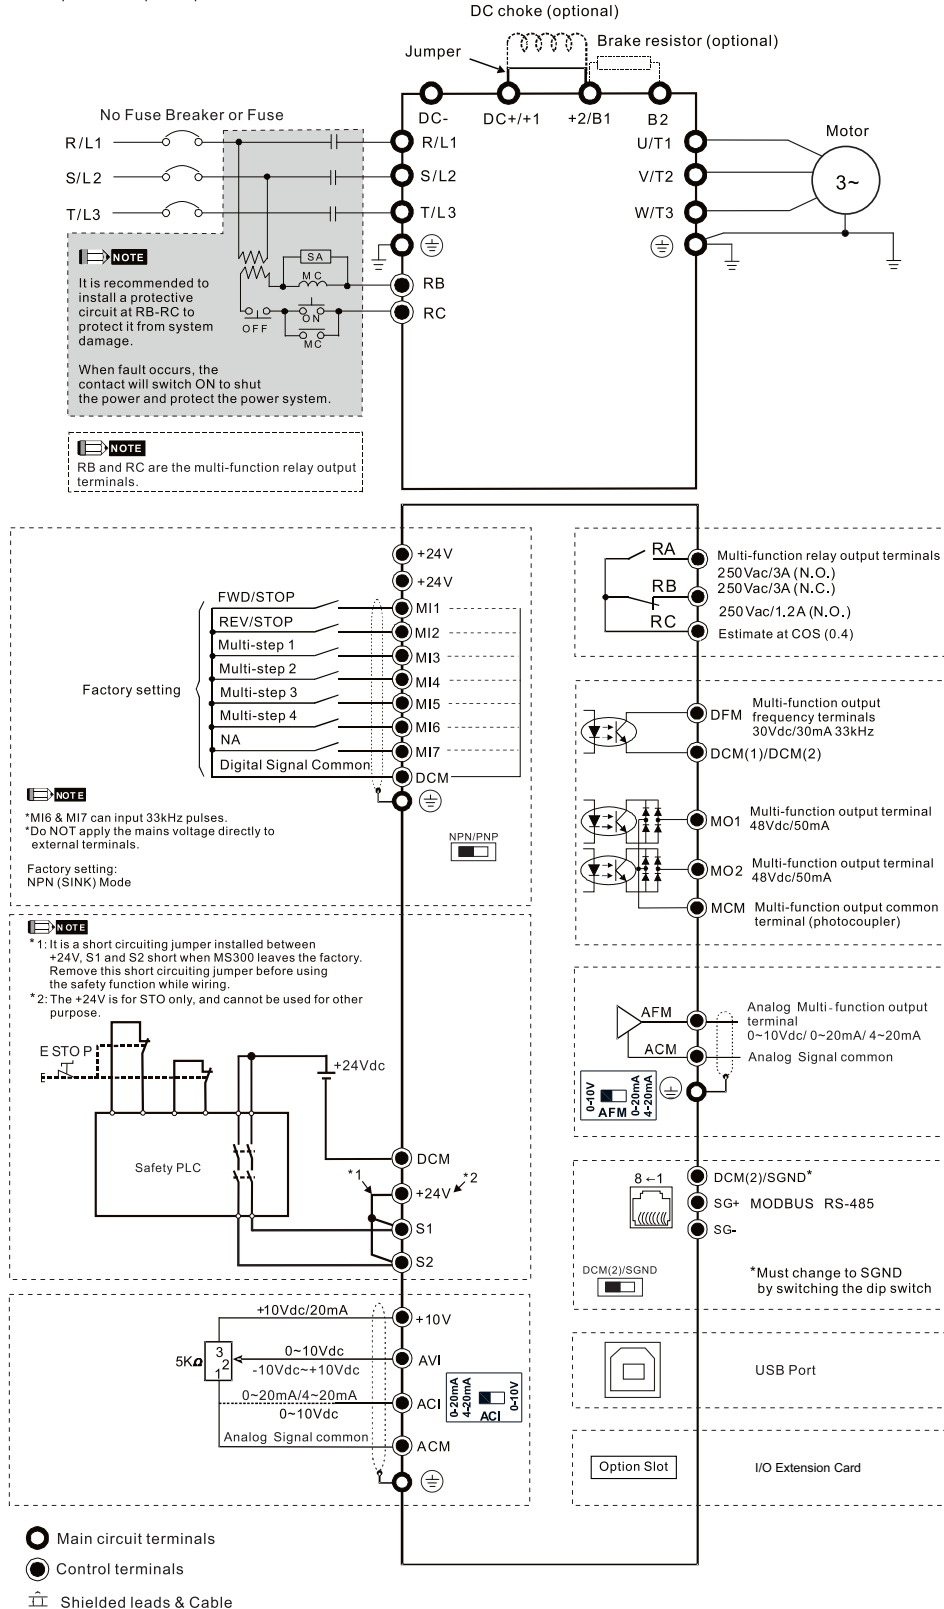 DC choke (optional)
Jumper
Brake resistor (optional)
No Fuse Breaker or Fuse
DC-
DC+/+1
+2/B1
B2
R/L1
R/L1
U/T1
Motor
S/L2
S/L2
V/T2
3~
T/L3
T/L3
W/T3
NOTE
It is recommended to
install a protective
circuit at RB-RC to
protect it from system
damage.
When fault occurs, the
contact will switch ON to shut
the power and protect the power system.
SA
MC
RB
OFF
ON
MC
RC
NOTE
RB and RC are the multi-function relay output
terminals.
+24V
+24V
FWD/STOP
MI1
REV/STOP
MI2
Multi-step 1
MI3
Multi-step 2
MI4
Factory setting
Multi-step 3
MI5
Multi-step 4
MI6
NA
MI7
Digital Signal Common
DCM
NOTE
*MI6 & MI7 can input 33kHz pulses.
*Do NOT apply the mains voltage directly to
external terminals.
Factory setting:
NPN (SINK) Mode
NPN/PNP
RA
Multi-function relay output terminals
250Vac/3A (N.O.)
RB
250Vac/3A (N.C.)
250Vac/1.2A (N.O.)
RC
Estimate at COS (0.4)
DFM
Multi-function output
frequency terminals
30Vdc/30mA 33kHz
DCM(1)/DCM(2)
MO1
Multi-function output terminal
48Vdc/50mA
MO2
Multi-function output terminal
48Vdc/50mA
MCM
Multi-function output common
terminal (photocoupler)
NOTE
*1: It is a short circuiting jumper installed between
+24V, S1 and S2 short when MS300 leaves the factory.
Remove this short circuiting jumper before using
the safety function while wiring.
*2: The +24V is for STO only, and cannot be used for other
purpose.
ESTOP
+24Vdc
Safety PLC
DCM
*1
+24V
*2
S1
S2
AFM
Analog Multi-function output
terminal
0~10Vdc/ 0~20mA/ 4~20mA
ACM
Analog Signal common
0-10V
AFM
0-20mA
4-20mA
8←1
DCM(2)/SGND*
SG+
MODBUS RS-485
SG-
DCM(2)/SGND
*Must change to SGND
by switching the dip switch
+10Vdc/20mA
+10V
5KΩ
3
2
1
0~10Vdc
-10Vdc~+10Vdc
AVI
0~20mA/4~20mA
0~10Vdc
ACI
0-20mA
4-20mA
ACI
0-10V
Analog Signal common
ACM
USB Port
Option Slot
I/O Extension Card
Main circuit terminals
Control terminals
Shielded leads & Cable